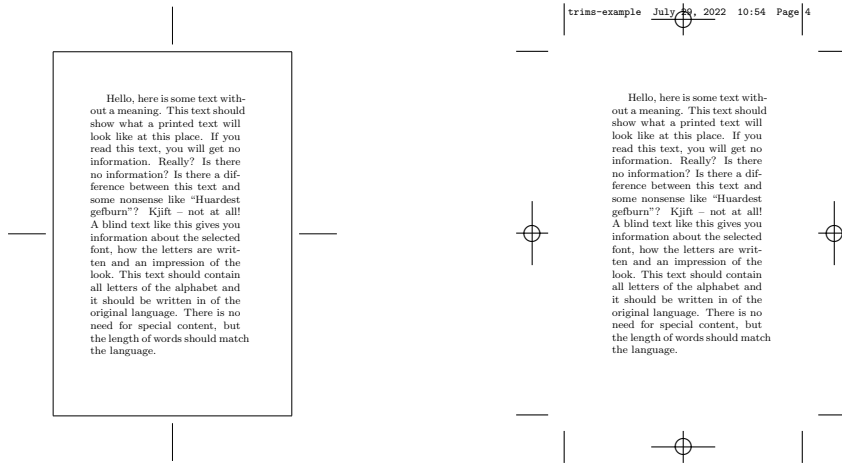 Hello, here is some text with-
out a meaning. This text should
show what a printed text will
look like at this place. If you
read this text, you will get no
information. Really? Is there
no information? Is there a dif-
ference between this text and
some nonsense like “Huardest
gefburn”? Kjift – not at all!
A blind text like this gives you
information about the selected
font, how the letters are writ-
ten and an impression of the
look. This text should contain
all letters of the alphabet and
it should be written in of the
original language. There is no
need for special content, but
the length of words should match
the language.
trims-example July 29, 2022 10:54 Page 4
Hello, here is some text with-
out a meaning. This text should
show what a printed text will
look like at this place. If you
read this text, you will get no
information. Really? Is there
no information? Is there a dif-
ference between this text and
some nonsense like “Huardest
gefburn”? Kjift – not at all!
A blind text like this gives you
information about the selected
font, how the letters are writ-
ten and an impression of the
look. This text should contain
all letters of the alphabet and
it should be written in of the
original language. There is no
need for special content, but
the length of words should match
the language.